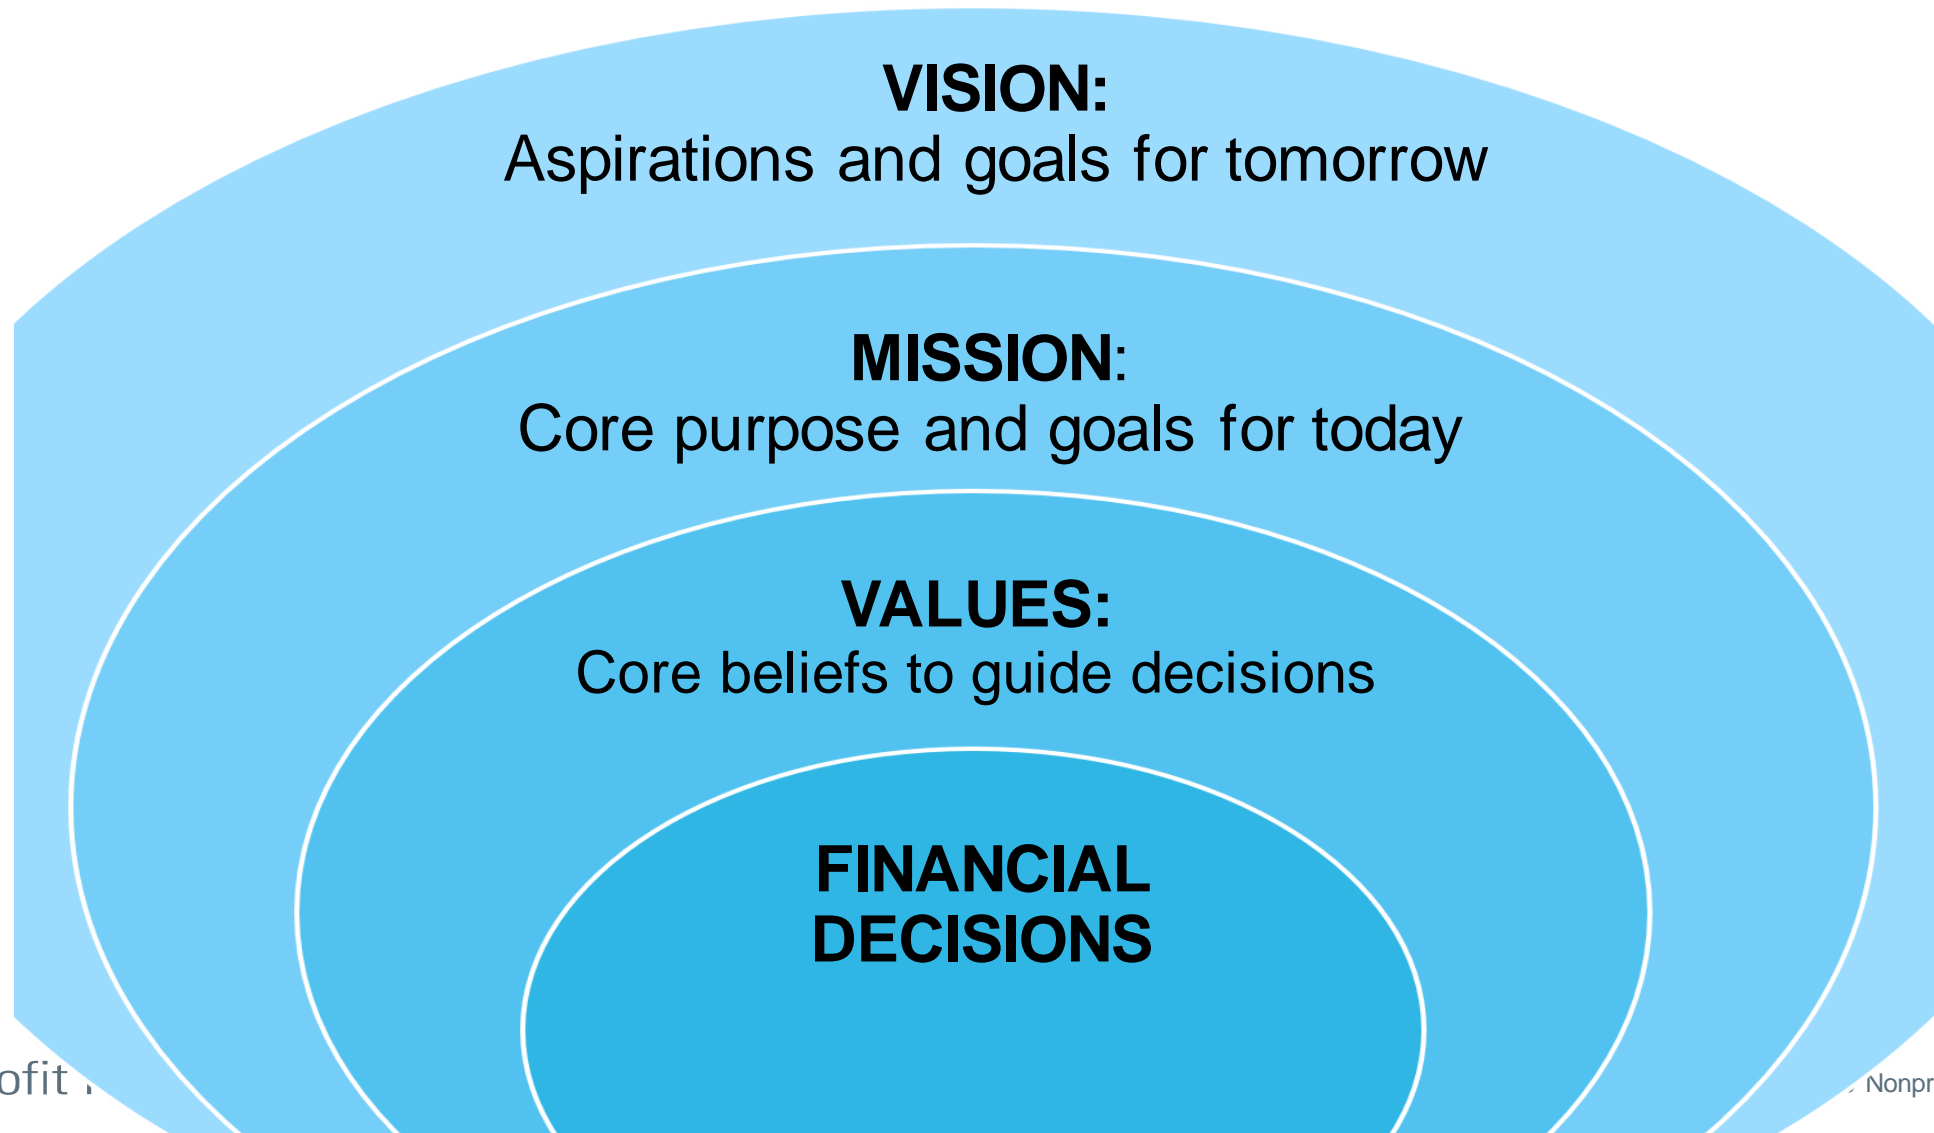 VISION:
Aspirations and goals for tomorrow
MISSION:
Core purpose and goals for today
VALUES:
Core beliefs to guide decisions
FINANCIAL
DECISIONS